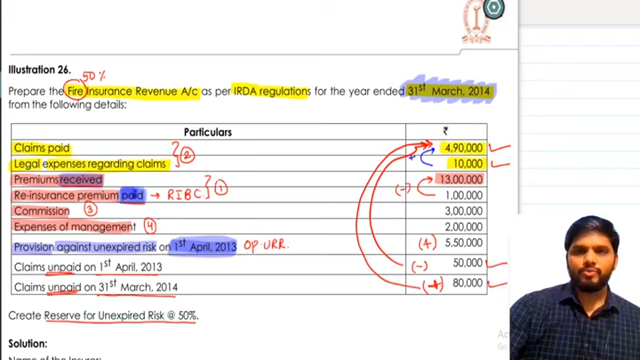 Illustration 26.
50%
Prepare the Fire Insurance Revenue A/c as per IRDA regulations for the year ended 31st March, 2014
from the following details:
Particulars ₹
Claims paid 4,90,000
Legal expenses regarding claims ② + 10,000
Premiums received (-) 13,00,000
Re-insurance premium paid → RIBC ① 1,00,000
Commission ③ 3,00,000
Expenses of management ④ 2,00,000
Provision against unexpired risk on 1st April, 2013 OP. URR. (+) 5,50,000
Claims unpaid on 1st April, 2013 (-) 50,000
Claims unpaid on 31st March, 2014 (+) 80,000
Create Reserve for Unexpired Risk @ 50%.
Solution:
Name of the Insurer: